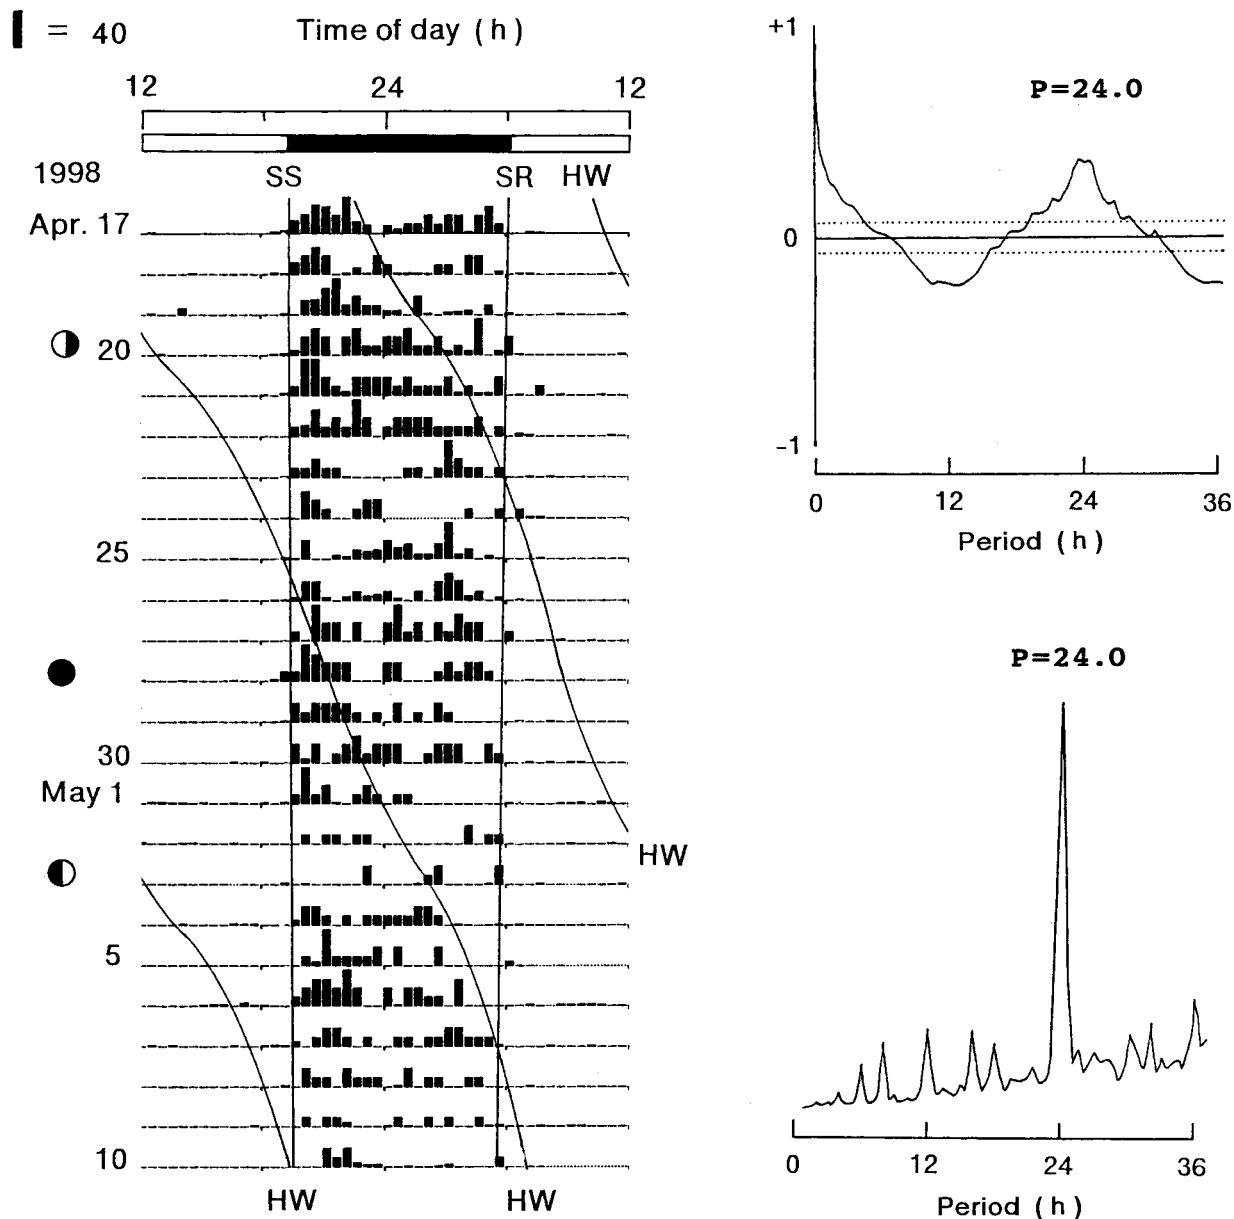 = 40
Time of day ( h )
12 24 12
1998
SS SR HW
Apr. 17
20
25
30
May 1
HW
5
10
HW HW
+1
P=24.0
0
-1
0 12 24 36
Period ( h )
P=24.0
0 12 24 36
Period ( h )